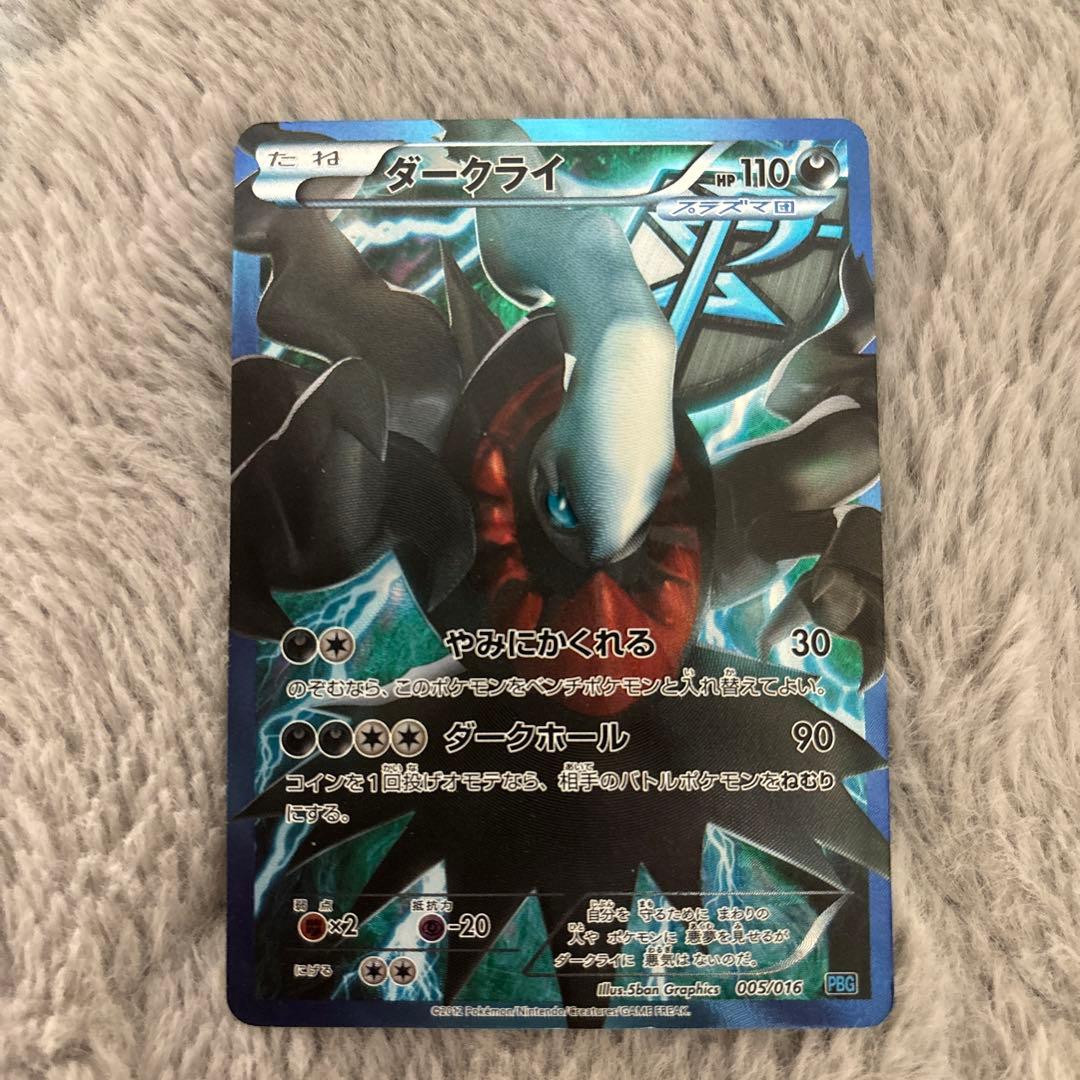 たね ダークライ HP110
プラズマ団
やみにかくれる 30
のぞむなら、このポケモンをベンチポケモンと入れ替えてよい。
ダークホール 90
コインを1回投げオモテなら、相手のバトルポケモンをねむり
にする。
弱点 抵抗力
×2 -20
にげる
自分を 守るために まわりの
人や ポケモンに 悪夢を見せるが
ダークライに 悪気は ないのだ。
Illus.5ban Graphics 005/016 PBG
©2012 Pokémon/Nintendo/Creatures/GAME FREAK.